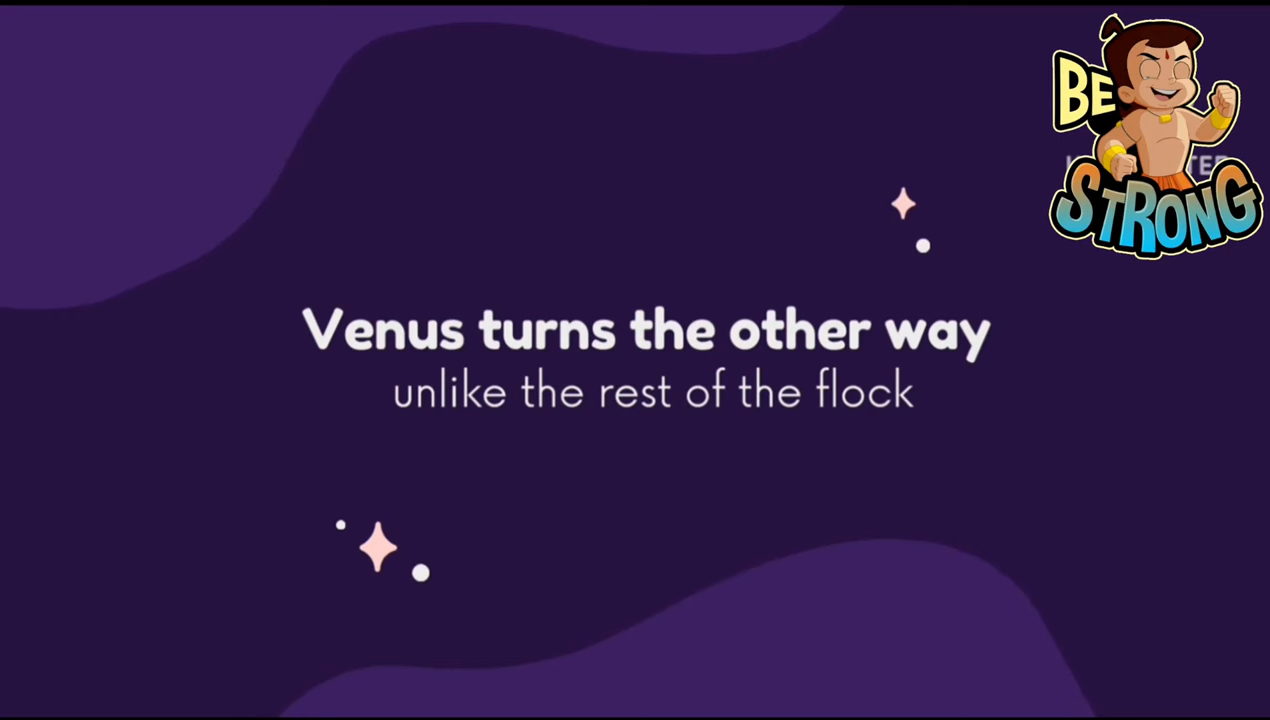 BE
STRONG
Venus turns the other way
unlike the rest of the flock